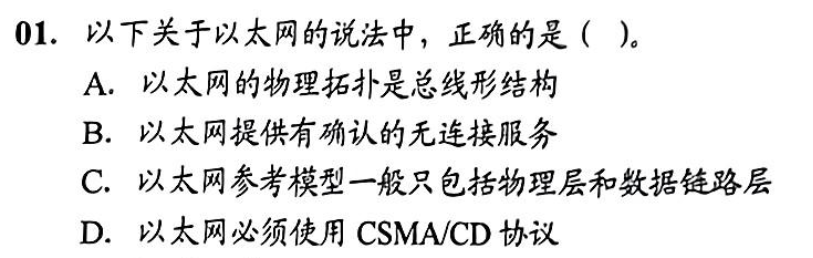 01. 以下关于以太网的说法中，正确的是（ ）。
A. 以太网的物理拓扑是总线形结构
B. 以太网提供有确认的无连接服务
C. 以太网参考模型一般只包括物理层和数据链路层
D. 以太网必须使用 CSMA/CD 协议